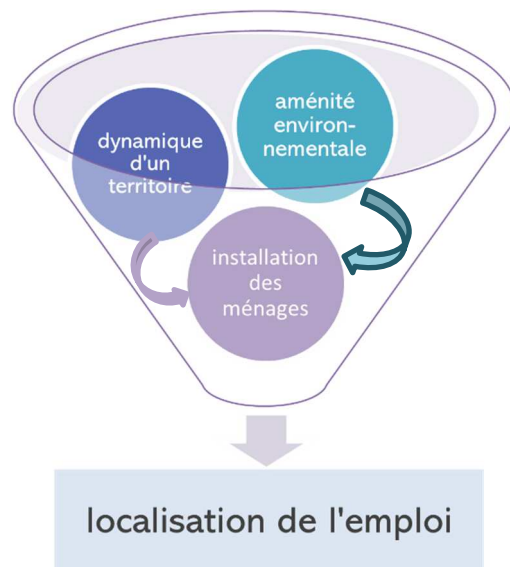 dynamique
d'un
territoire
aménité
environ-
nementale
installation
des
ménages
localisation de l'emploi